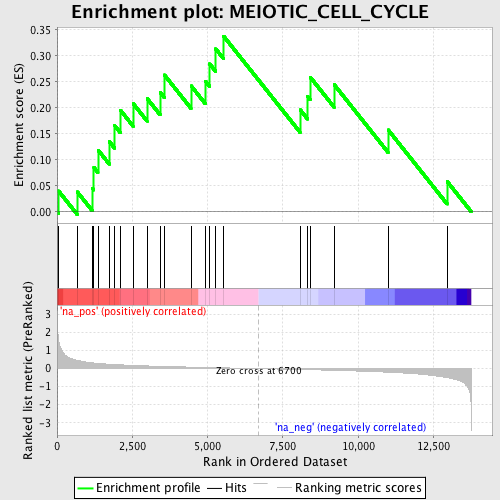 Enrichment plot: MEIOTIC_CELL_CYCLE
Enrichment score (ES)
0.35
0.30
0.25
0.20
0.15
0.10
0.05
0.00
'na_pos' (positively correlated)
Ranked list metric (PreRanked)
3
2
1
0
-1
-2
-3
Zero cross at 6700
'na_neg' (negatively correlated)
0 2,500 5,000 7,500 10,000 12,500
Rank in Ordered Dataset
Enrichment profile Hits Ranking metric scores